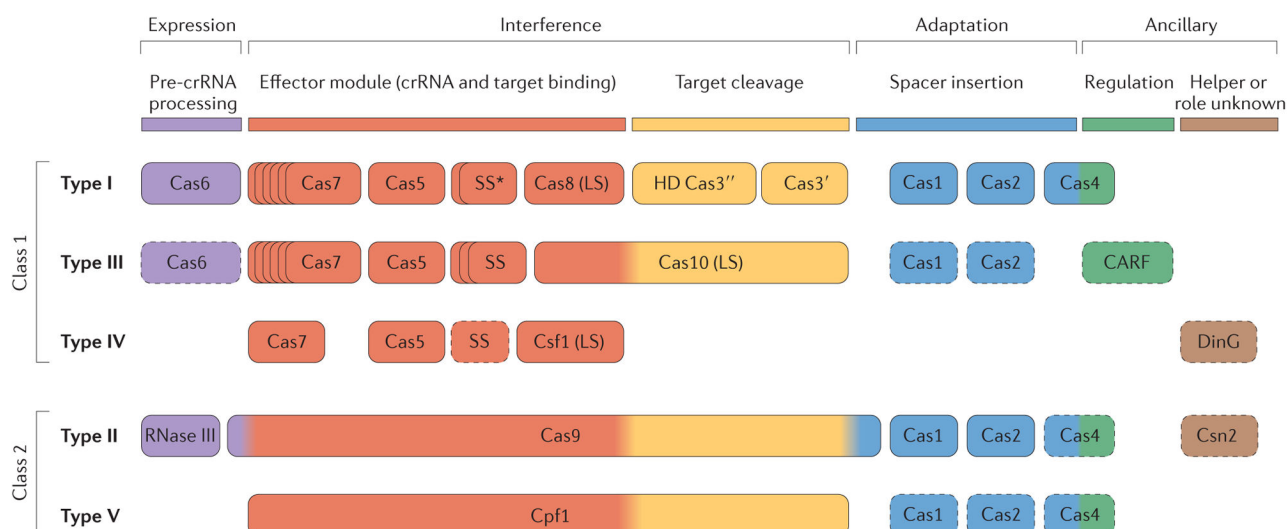 Expression Interference Adaptation Ancillary
Pre-crRNA processing Effector module (crRNA and target binding) Target cleavage Spacer insertion Regulation Helper or role unknown
Class 1
Type I Cas6 Cas7 Cas5 SS* Cas8 (LS) HD Cas3′′ Cas3′ Cas1 Cas2 Cas4
Type III Cas6 Cas7 Cas5 SS Cas10 (LS) Cas1 Cas2 CARF
Type IV Cas7 Cas5 SS Csf1 (LS) DinG
Class 2
Type II RNase III Cas9 Cas1 Cas2 Cas4 Csn2
Type V Cpf1 Cas1 Cas2 Cas4